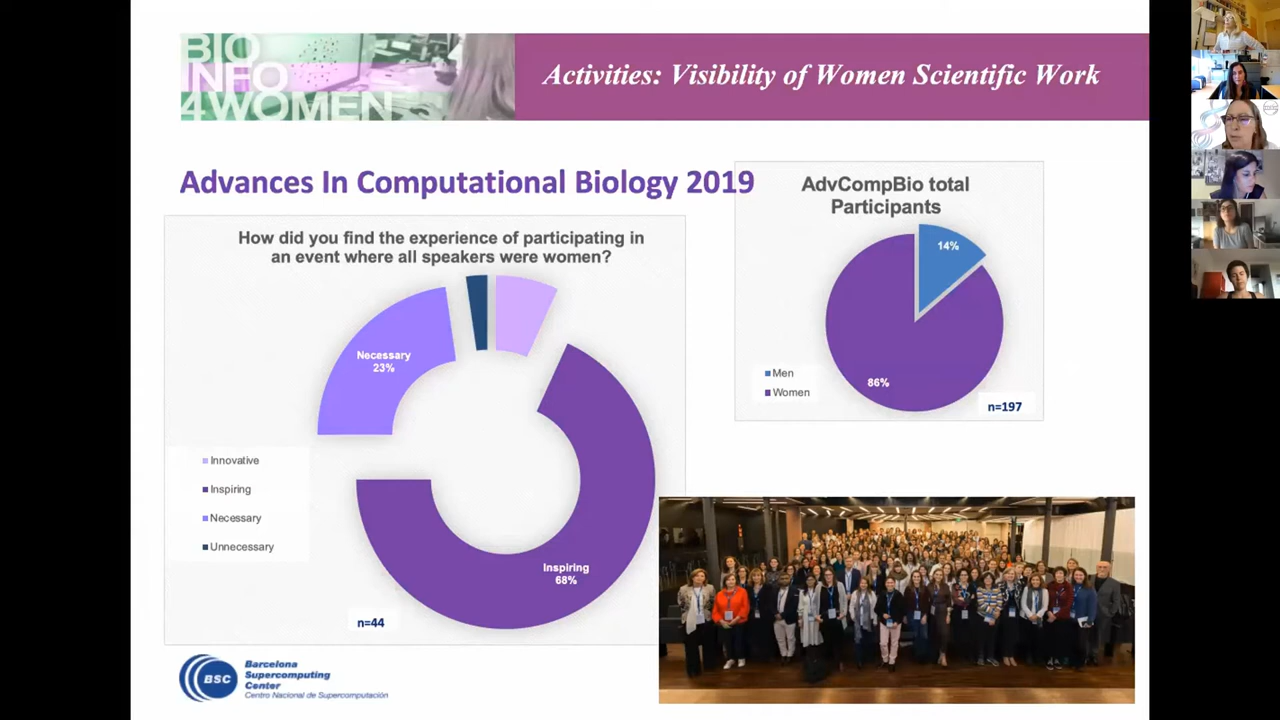 BIO
INFO
4WOMEN
Activities: Visibility of Women Scientific Work
Advances In Computational Biology 2019
How did you find the experience of participating in
an event where all speakers were women?
Necessary
23%
Inspiring
68%
Innovative
Inspiring
Necessary
Unnecessary
n=44
AdvCompBio total
Participants
14%
86%
Men
Women
n=197
BSC
Barcelona
Supercomputing
Center
Centro Nacional de Supercomputación